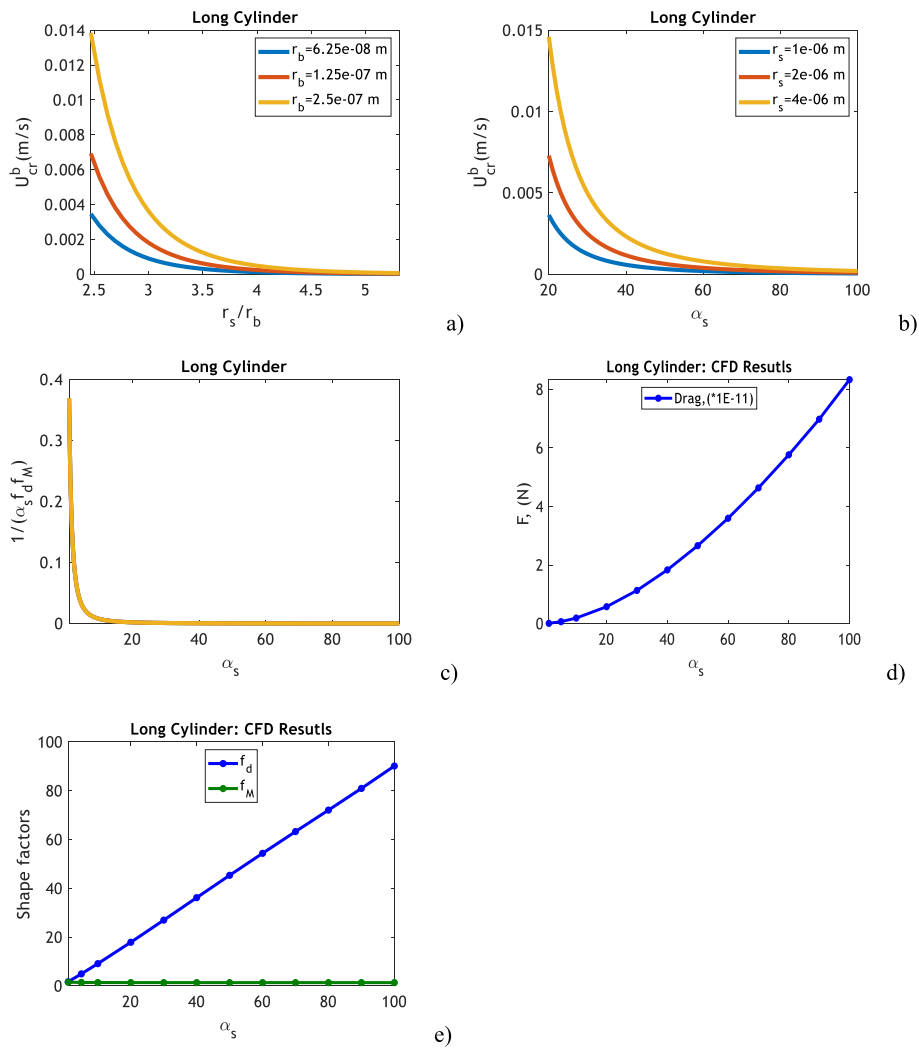 Long Cylinder
0.014
0.012
0.01
0.008
0.006
0.004
0.002
0
U_cr^b(m/s)
r_b=6.25e-08 m
r_b=1.25e-07 m
r_b=2.5e-07 m
2.5 3 3.5 4 4.5 5
r_s/r_b
a)
Long Cylinder
0.015
0.01
0.005
0
U_cr^b(m/s)
r_s=1e-06 m
r_s=2e-06 m
r_s=4e-06 m
20 40 60 80 100
α_s
b)
Long Cylinder
0.4
0.3
0.2
0.1
0
1/(α_s f_d f_M)
20 40 60 80 100
α_s
c)
Long Cylinder: CFD Resutls
8
6
4
2
0
F, (N)
Drag,(*1E-11)
20 40 60 80 100
α_s
d)
Long Cylinder: CFD Resutls
100
80
60
40
20
0
Shape factors
f_d
f_M
20 40 60 80 100
α_s
e)